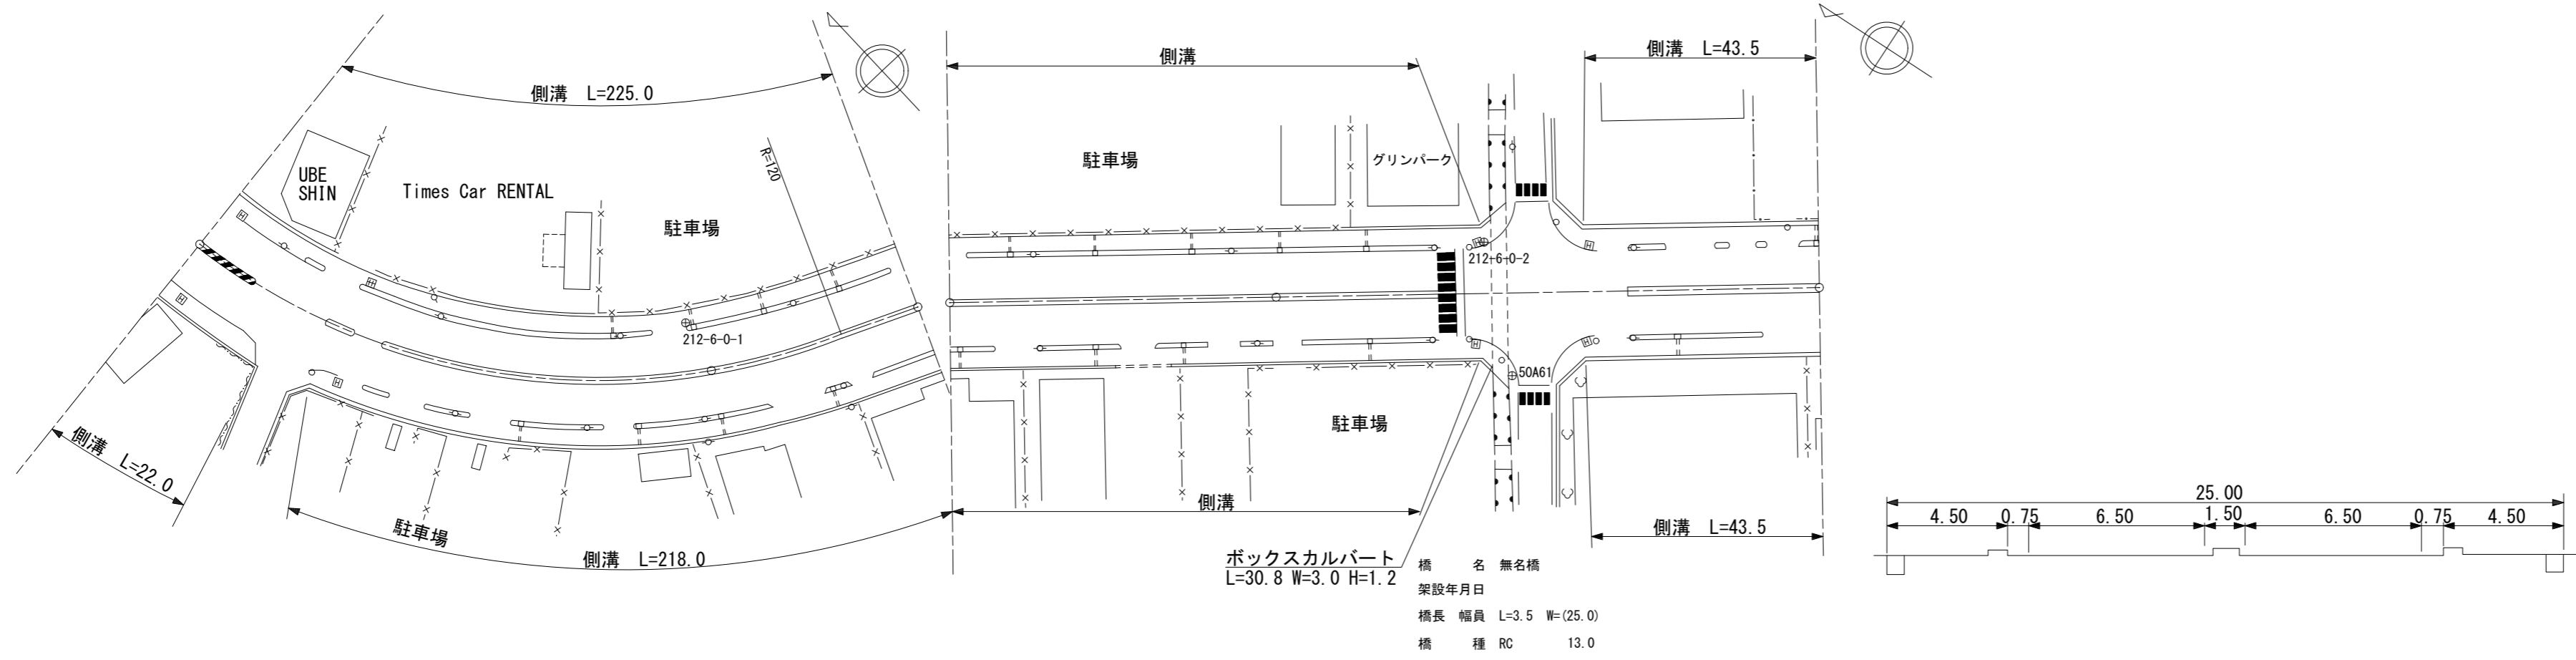 側溝 L=225.0
UBE
SHIN
Times Car RENTAL
駐車場
R=120
212-6-0-1
側溝 L=22.0
駐車場
側溝 L=218.0
側溝
駐車場
グリンパーク
212-6-0-2
50A61
駐車場
側溝
ボックスカルバート
L=30.8 W=3.0 H=1.2
側溝 L=43.5
側溝 L=43.5
橋 名 無名橋
架設年月日
橋長 幅員 L=3.5 W=(25.0)
橋 種 RC 13.0
25.00
4.50 0.75 6.50 1.50 6.50 0.75 4.50
H
H
H
H
H
H
H
H